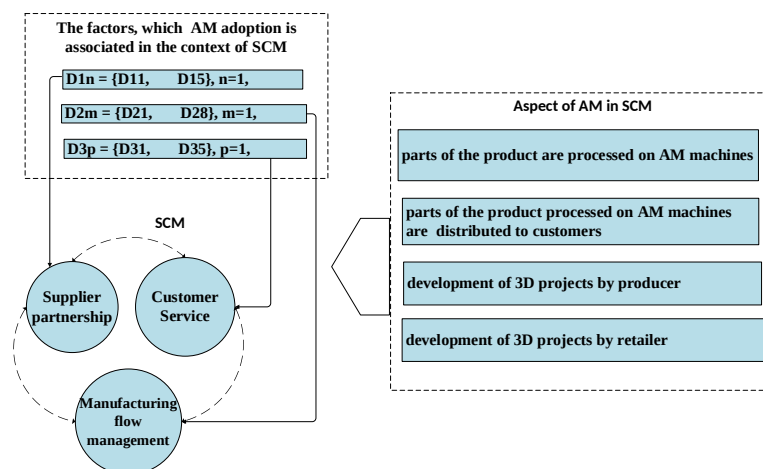 The factors, which AM adoption is
associated in the context of SCM
D1n = {D11, D15}, n=1,
D2m = {D21, D28}, m=1,
D3p = {D31, D35}, p=1,
SCM
Supplier
partnership
Customer
Service
Manufacturing
flow
management
Aspect of AM in SCM
parts of the product are processed on AM machines
parts of the product processed on AM machines
are distributed to customers
development of 3D projects by producer
development of 3D projects by retailer